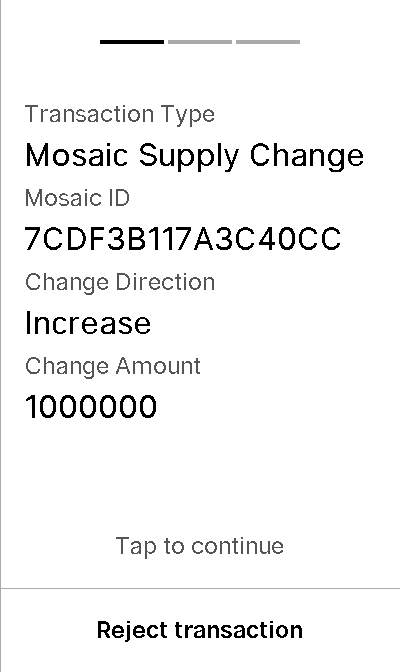 Transaction Type
Mosaic Supply Change
Mosaic ID
7CDF3B117A3C40CC
Change Direction
Increase
Change Amount
1000000
Tap to continue
Reject transaction